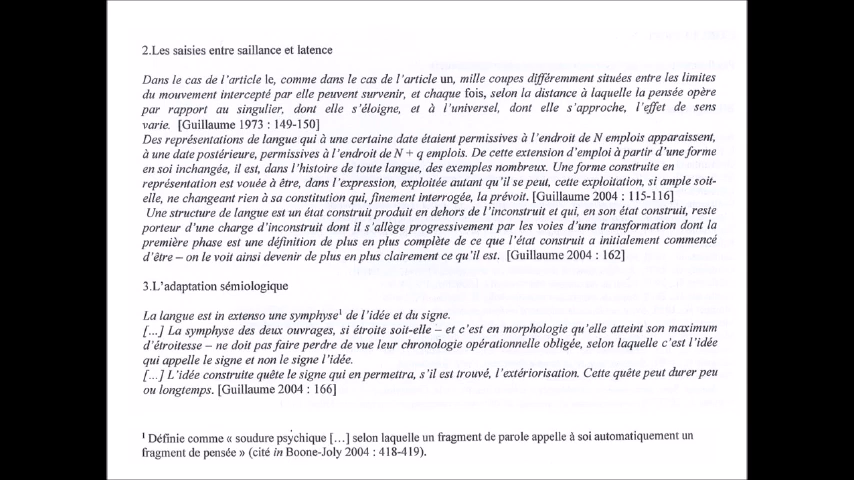 2.Les saisies entre saillance et latence
Dans le cas de l'article le, comme dans le cas de l'article un, mille coupes différemment situées entre les limites
du mouvement intercepté par elle peuvent survenir, et chaque fois, selon la distance à laquelle la pensée opère
par rapport au singulier, dont elle s'éloigne, et à l'universel, dont elle s'approche, l'effet de sens
varie. [Guillaume 1973 : 149-150]
Des représentations de langue qui à une certaine date étaient permissives à l'endroit de N emplois apparaissent,
à une date postérieure, permissives à l'endroit de N + q emplois. De cette extension d'emploi à partir d'une forme
en soi inchangée, il est, dans l'histoire de toute langue, des exemples nombreux. Une forme construite en
représentation est vouée à être, dans l'expression, exploitée autant qu'il se peut, cette exploitation, si ample soit-
elle, ne changeant rien à sa constitution qui, finement interrogée, la prévoit. [Guillaume 2004 : 115-116]
Une structure de langue est un état construit produit en dehors de l'inconstruit et qui, en son état construit, reste
porteur d'une charge d'inconstruit dont il s'allège progressivement par les voies d'une transformation dont la
première phase est une définition de plus en plus complète de ce que l'état construit a initialement commencé
d'être – on le voit ainsi devenir de plus en plus clairement ce qu'il est. [Guillaume 2004 : 162]
3.L'adaptation sémiologique
La langue est in extenso une symphyse¹ de l'idée et du signe.
[...] La symphyse des deux ouvrages, si étroite soit-elle – et c'est en morphologie qu'elle atteint son maximum
d'étroitesse – ne doit pas faire perdre de vue leur chronologie opérationnelle obligée, selon laquelle c'est l'idée
qui appelle le signe et non le signe l'idée.
[...] L'idée construite quête le signe qui en permettra, s'il est trouvé, l'extériorisation. Cette quête peut durer peu
ou longtemps. [Guillaume 2004 : 166]
¹ Définie comme « soudure psychique [...] selon laquelle un fragment de parole appelle à soi automatiquement un
fragment de pensée » (cité in Boone-Joly 2004 : 418-419).